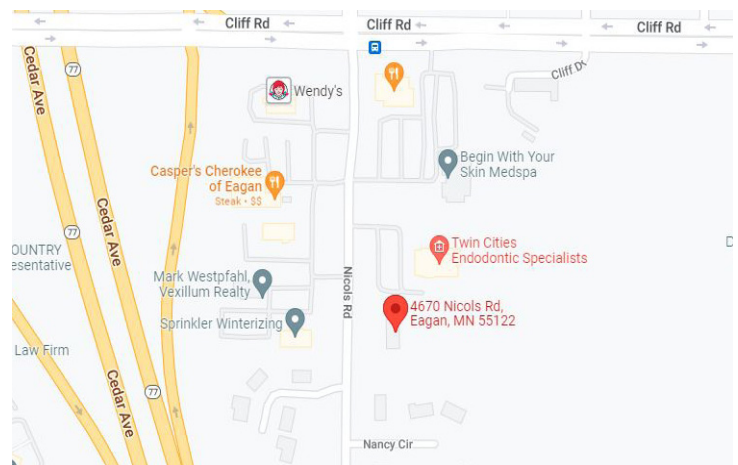 Cliff Rd
Cliff Rd
Cliff Rd
77
Cedar Ave
Wendy's
Cliff Dr
Begin With Your
Skin Medspa
Casper's Cherokee
of Eagan
Steak • $$
77
Cedar Ave
OUNTRY
esentative
Twin Cities
Endodontic Specialists
D
Mark Westpfahl,
Vexillum Realty
Nicols Rd
4670 Nicols Rd,
Eagan, MN 55122
Sprinkler Winterizing
Law Firm
Cedar Ave
77
Cedar Ave
Nancy Cir